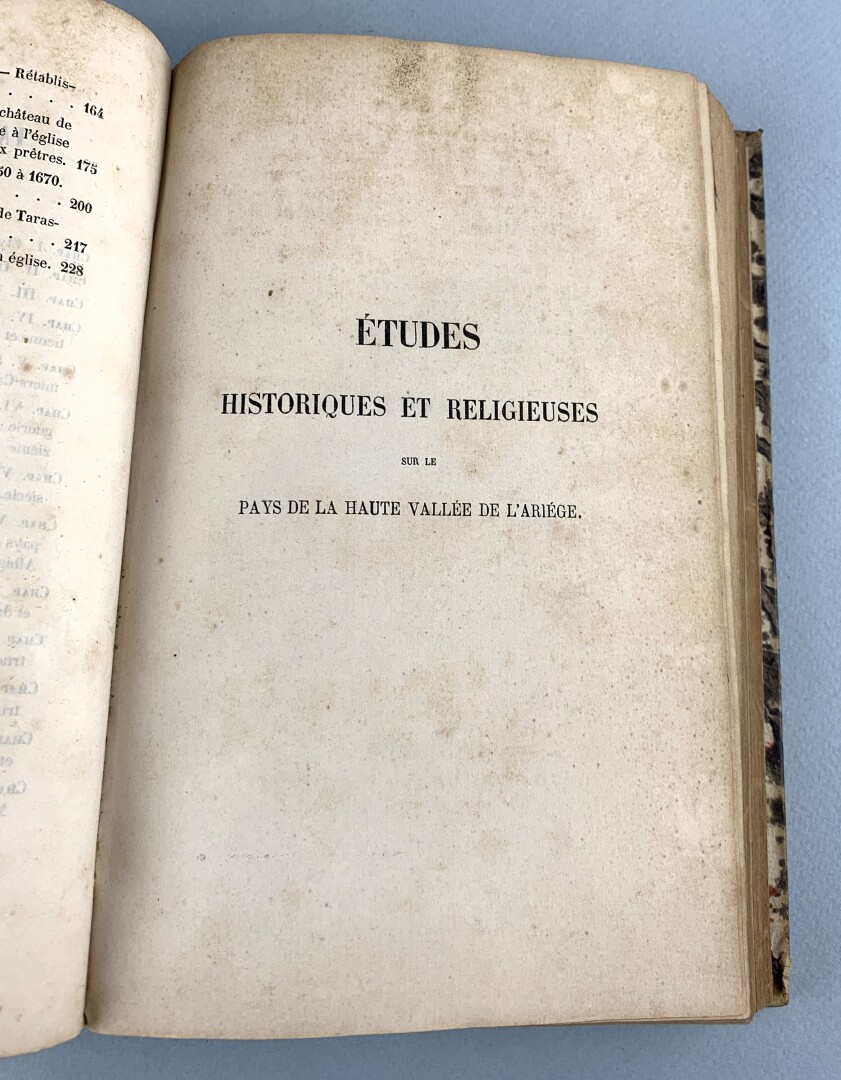 — Rétablis-
. . . . 164
château de
e à l'église
x prêtres. 175
50 à 1670.
. . . . 200
de Taras-
. . . . 217
église. 228
ÉTUDES
HISTORIQUES ET RELIGIEUSES
SUR LE
PAYS DE LA HAUTE VALLÉE DE L'ARIÉGE.